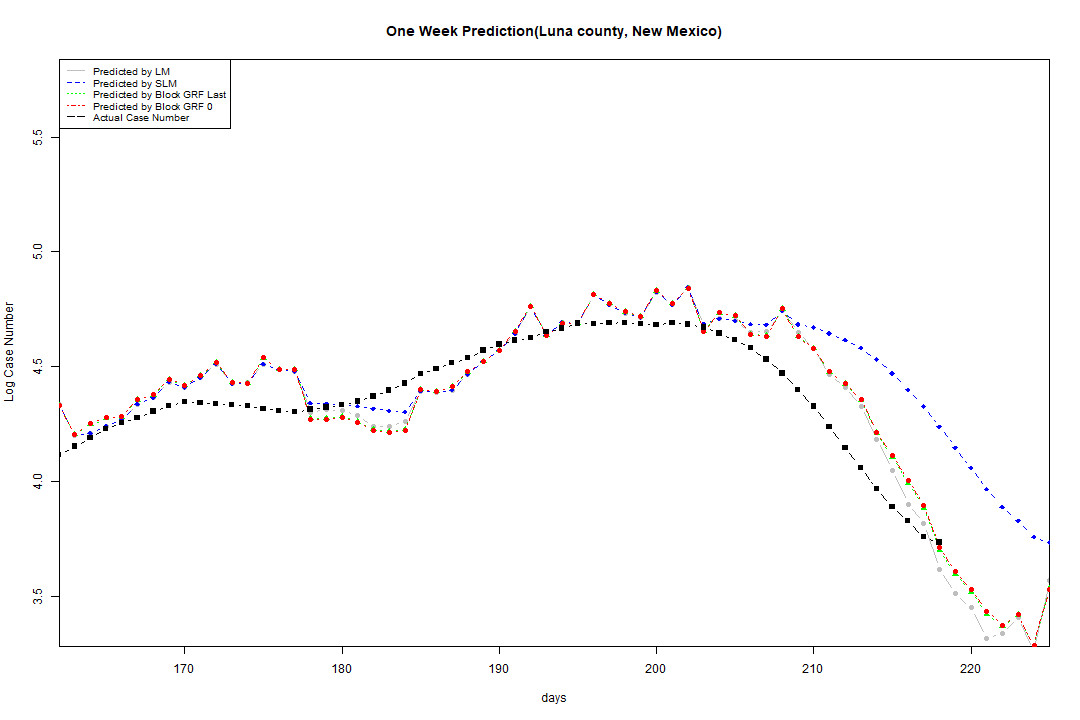 One Week Prediction(Luna county, New Mexico)
Predicted by LM
Predicted by SLM
Predicted by Block GRF Last
Predicted by Block GRF 0
Actual Case Number
5.5
5.0
4.5
4.0
3.5
Log Case Number
170 180 190 200 210 220
days